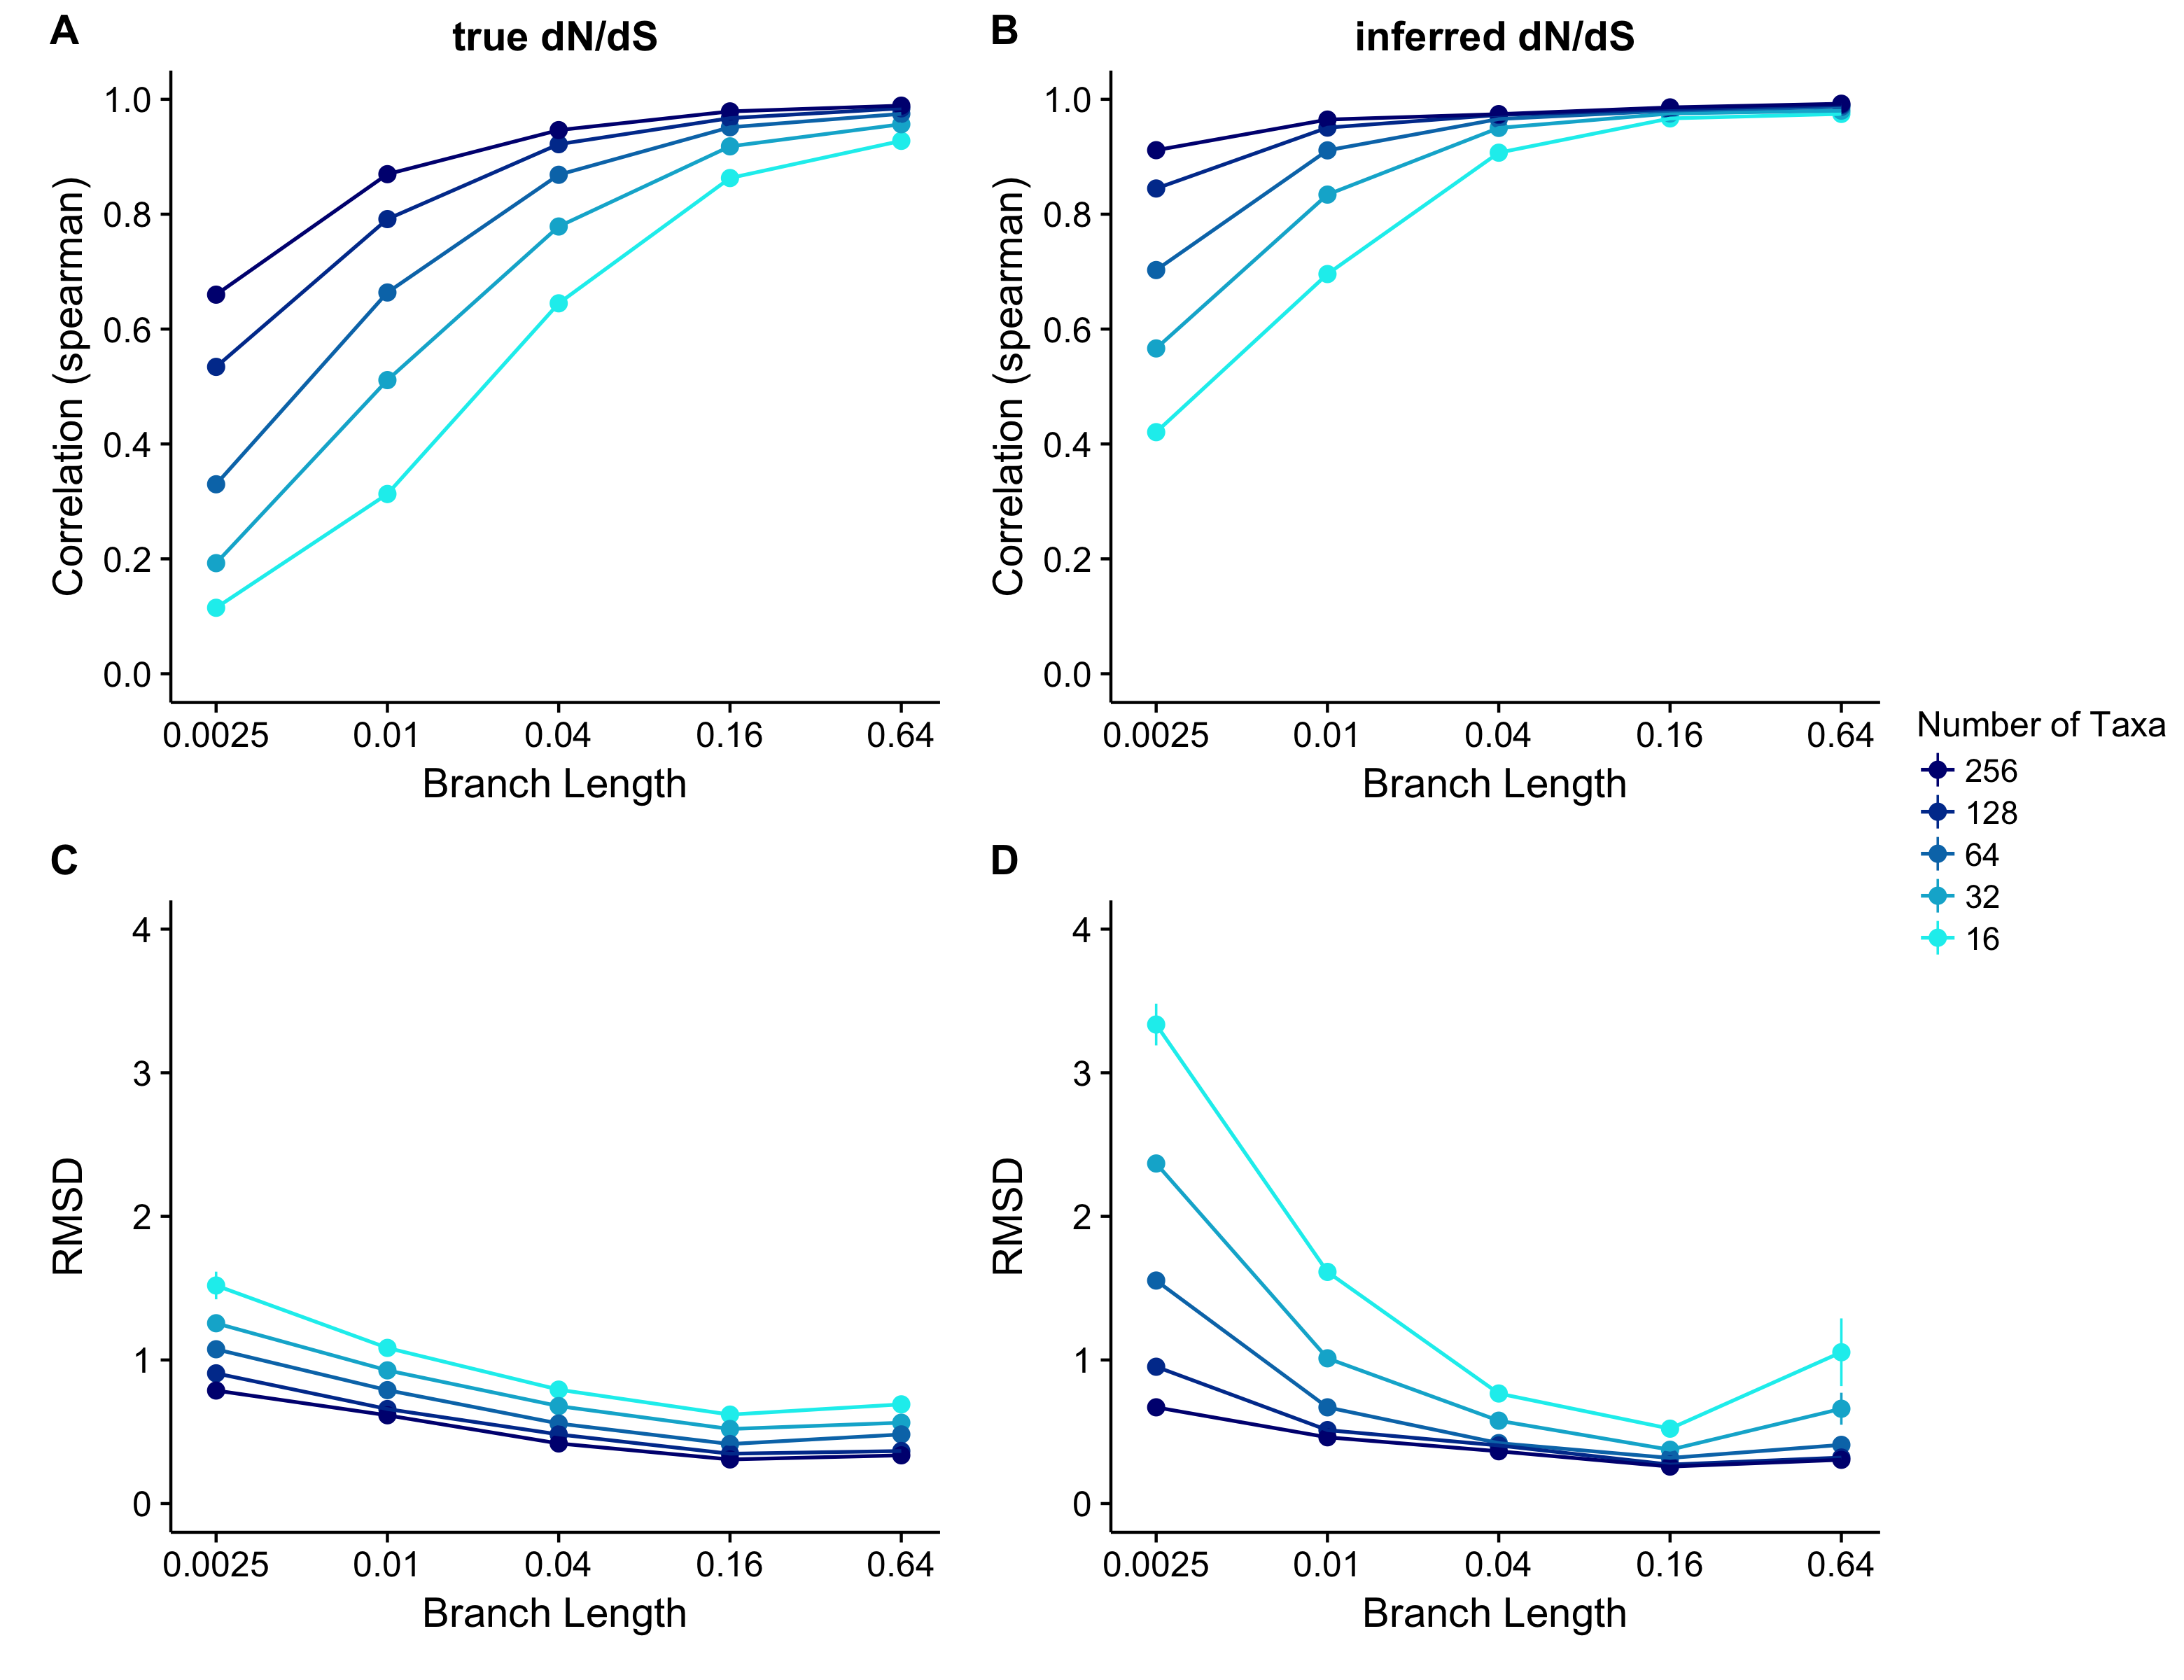 A
true dN/dS
B
inferred dN/dS
Correlation (spearman)
1.0
0.8
0.6
0.4
0.2
0.0
0.0025 0.01 0.04 0.16 0.64
Branch Length
Correlation (spearman)
1.0
0.8
0.6
0.4
0.2
0.0
0.0025 0.01 0.04 0.16 0.64
Branch Length
Number of Taxa
256
128
64
32
16
C
RMSD
4
3
2
1
0
0.0025 0.01 0.04 0.16 0.64
Branch Length
D
RMSD
4
3
2
1
0
0.0025 0.01 0.04 0.16 0.64
Branch Length